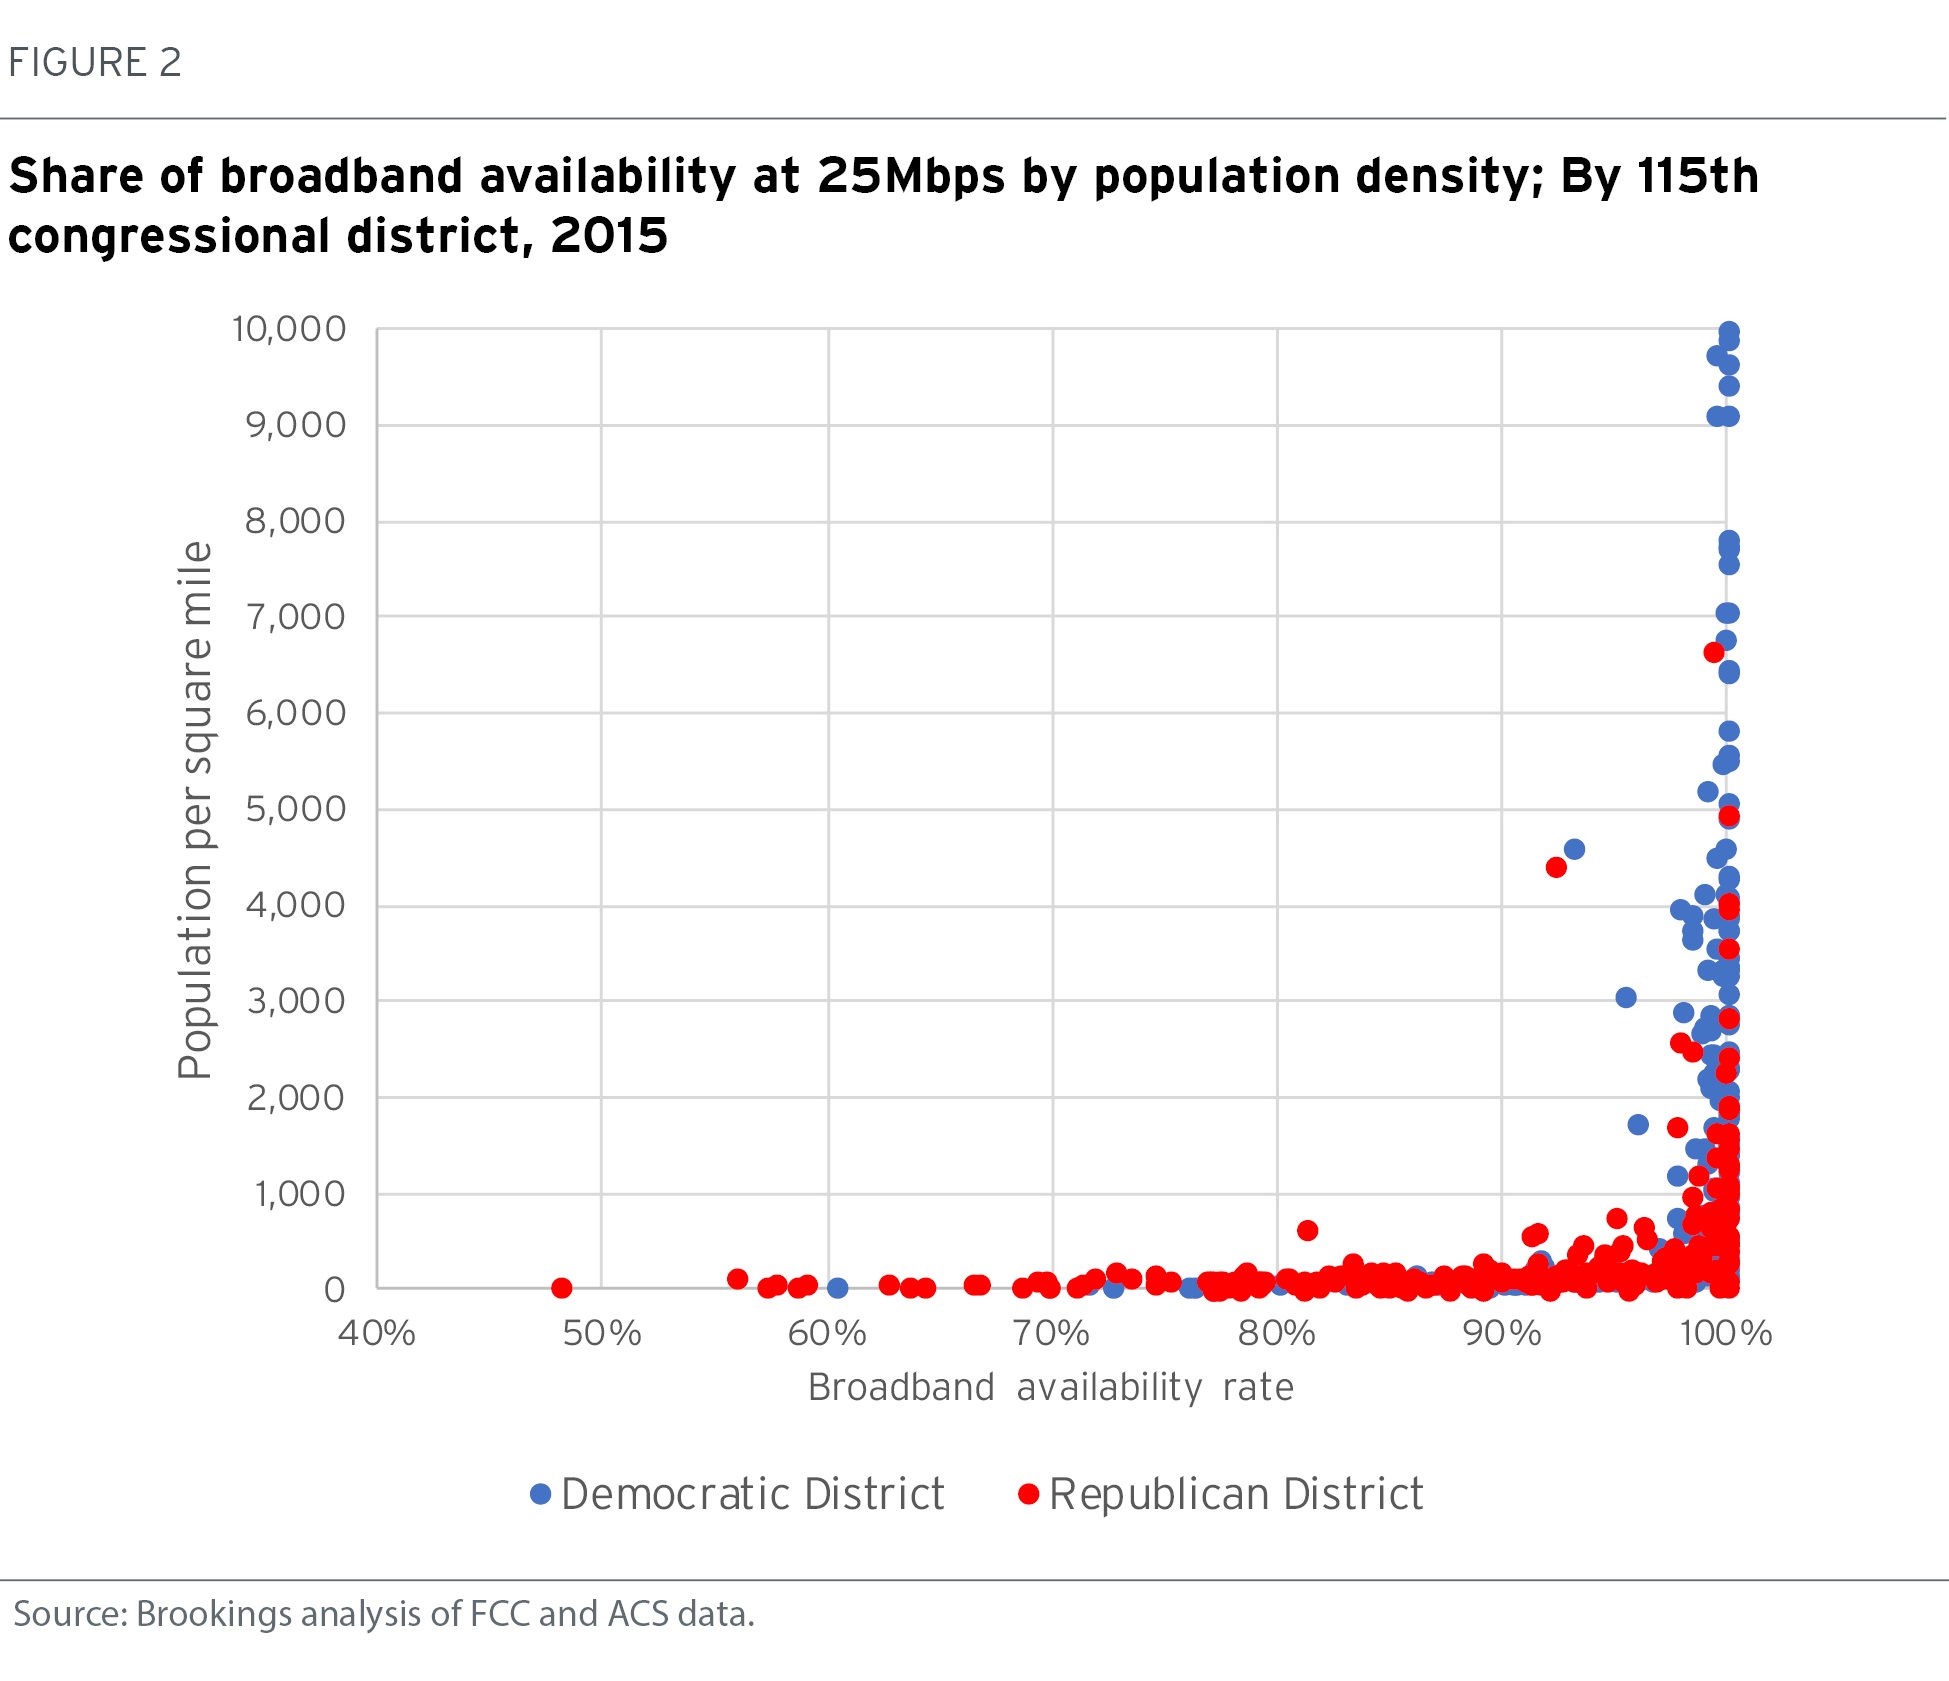 FIGURE 2
Share of broadband availability at 25Mbps by population density; By 115th
congressional district, 2015
10,000
9,000
8,000
7,000
6,000
5,000
4,000
3,000
2,000
1,000
0
Population per square mile
40% 50% 60% 70% 80% 90% 100%
Broadband availability rate
Democratic District Republican District
Source: Brookings analysis of FCC and ACS data.